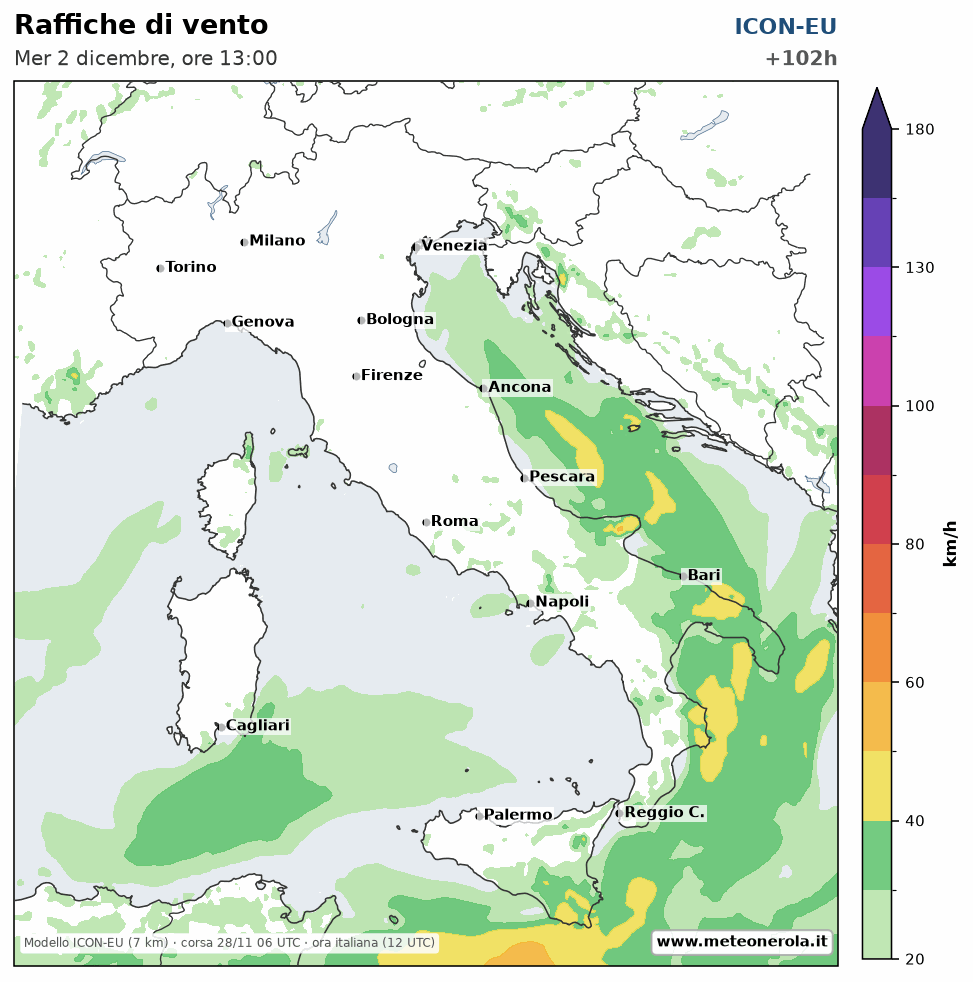 Raffiche di vento
ICON-EU
Mer 2 dicembre, ore 13:00
+102h
180
130
100
80
60
40
20
km/h
Milano
Venezia
Torino
Genova
Bologna
Firenze
Ancona
Pescara
Roma
Bari
Napoli
Cagliari
Palermo
Reggio C.
Modello ICON-EU (7 km) · corsa 28/11 06 UTC · ora italiana (12 UTC)
www.meteonerola.it